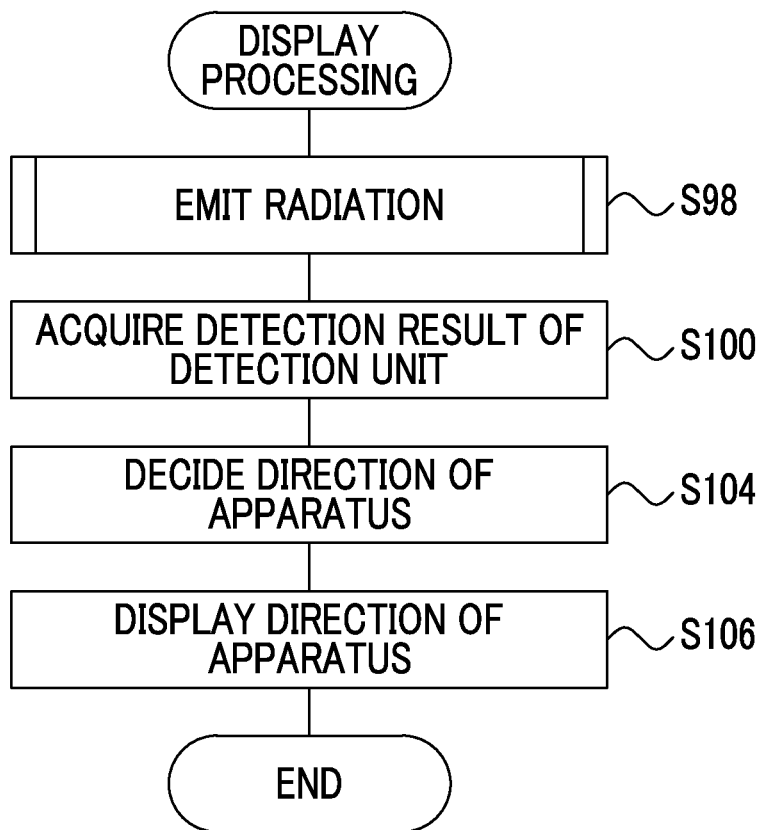 DISPLAY
PROCESSING
EMIT RADIATION
S98
ACQUIRE DETECTION RESULT OF
DETECTION UNIT
S100
DECIDE DIRECTION OF
APPARATUS
S104
DISPLAY DIRECTION OF
APPARATUS
S106
END